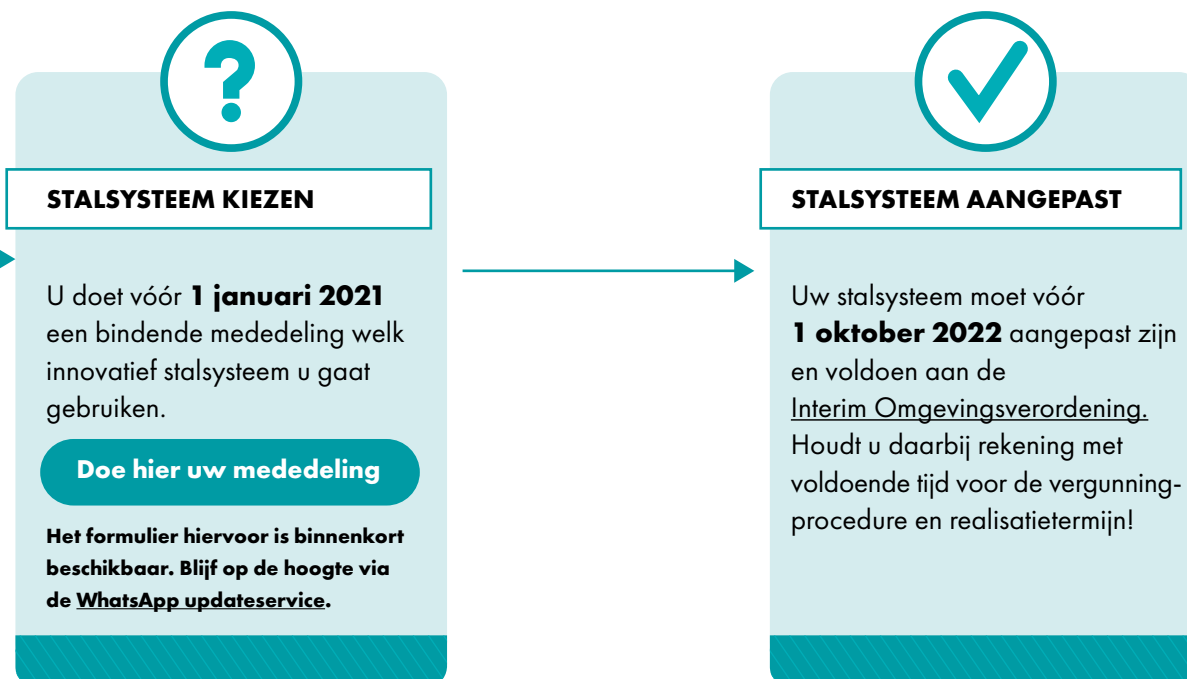 ?
STALSYSTEEM KIEZEN
U doet vóór 1 januari 2021
een bindende mededeling welk
innovatief stalsysteem u gaat
gebruiken.
Doe hier uw mededeling
Het formulier hiervoor is binnenkort
beschikbaar. Blijf op de hoogte via
de WhatsApp updateservice.
STALSYSTEEM AANGEPAST
Uw stalsysteem moet vóór
1 oktober 2022 aangepast zijn
en voldoen aan de
Interim Omgevingsverordening.
Houdt u daarbij rekening met
voldoende tijd voor de vergunning-
procedure en realisatietermijn!